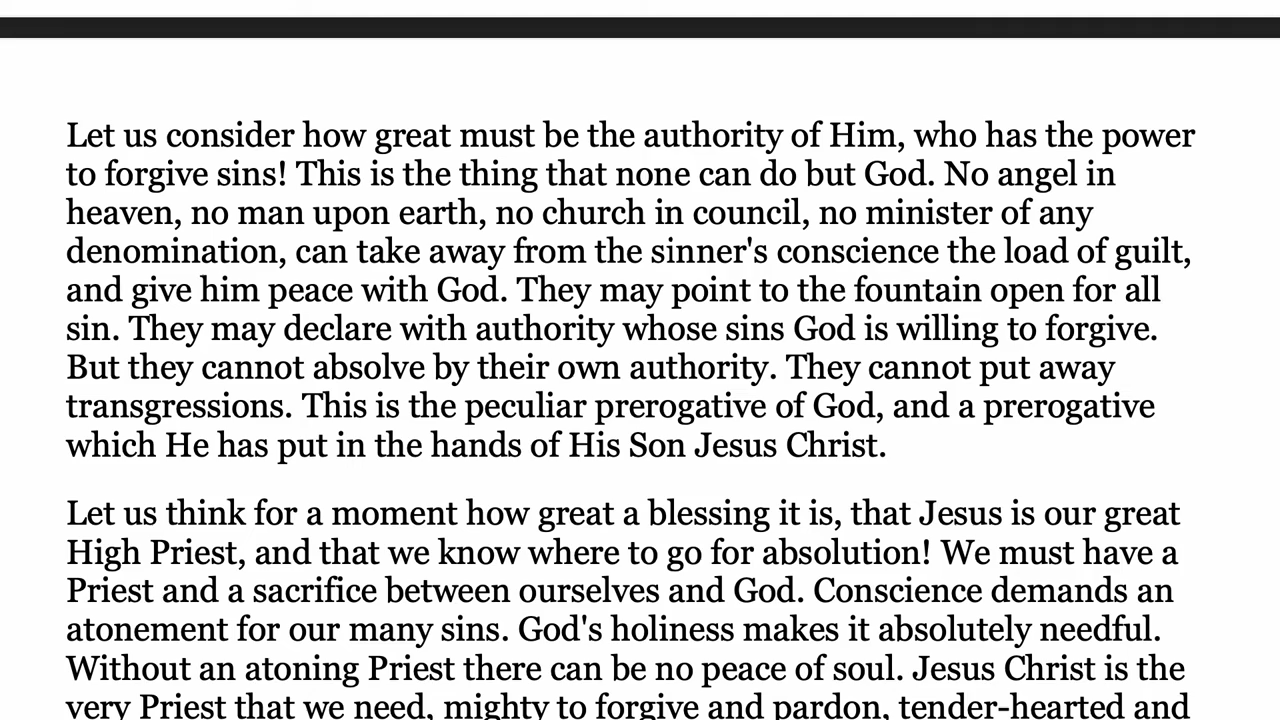 Let us consider how great must be the authority of Him, who has the power
to forgive sins! This is the thing that none can do but God. No angel in
heaven, no man upon earth, no church in council, no minister of any
denomination, can take away from the sinner's conscience the load of guilt,
and give him peace with God. They may point to the fountain open for all
sin. They may declare with authority whose sins God is willing to forgive.
But they cannot absolve by their own authority. They cannot put away
transgressions. This is the peculiar prerogative of God, and a prerogative
which He has put in the hands of His Son Jesus Christ.
Let us think for a moment how great a blessing it is, that Jesus is our great
High Priest, and that we know where to go for absolution! We must have a
Priest and a sacrifice between ourselves and God. Conscience demands an
atonement for our many sins. God's holiness makes it absolutely needful.
Without an atoning Priest there can be no peace of soul. Jesus Christ is the
very Priest that we need, mighty to forgive and pardon, tender-hearted and